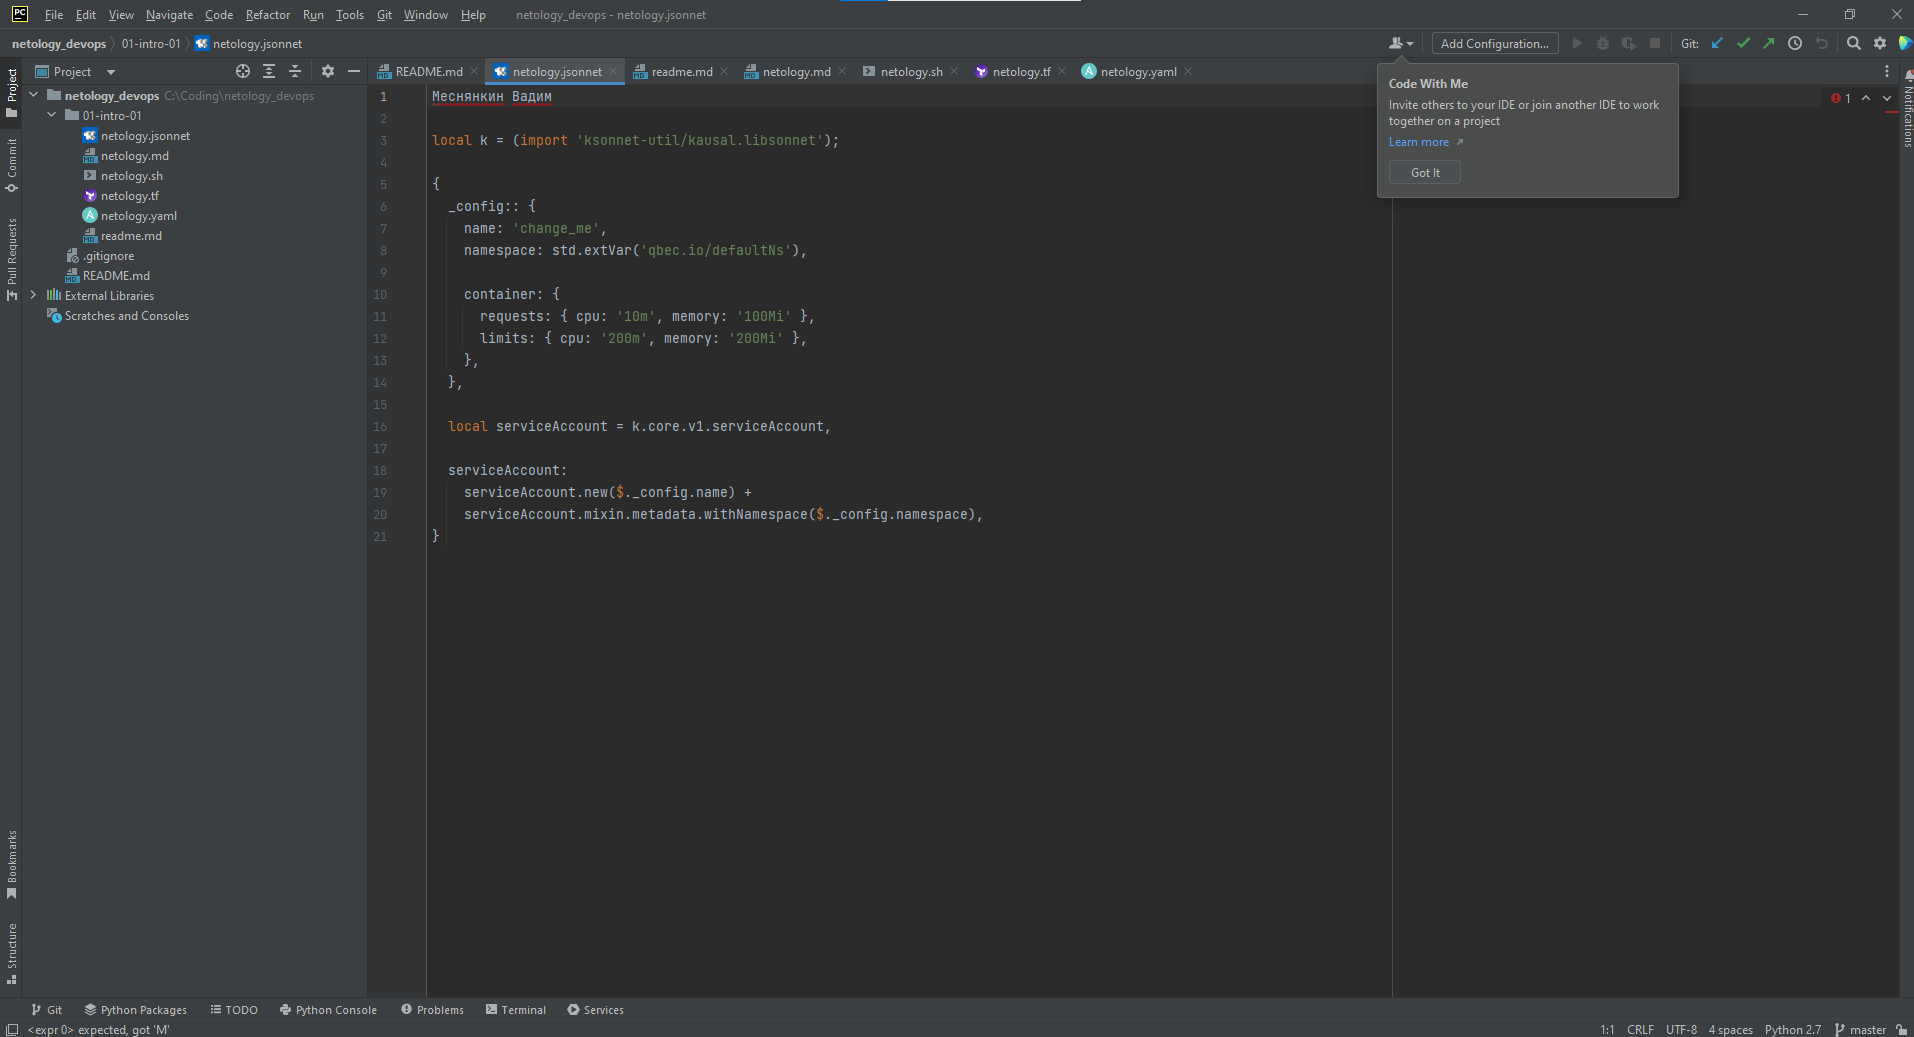 PC File Edit View Navigate Code Refactor Run Tools Git Window Help netology_devops - netology.jsonnet
netology_devops 01-intro-01 netology.jsonnet Add Configuration... Git:
Project README.md netology.jsonnet readme.md netology.md netology.sh netology.tf netology.yaml
Project
Commit
Pull Requests
Bookmarks
Structure
netology_devops C:\Coding\netology_devops
01-intro-01
netology.jsonnet
netology.md
netology.sh
netology.tf
netology.yaml
readme.md
.gitignore
README.md
External Libraries
Scratches and Consoles
1 Меснянкин Вадим
2
3 local k = (import 'ksonnet-util/kausal.libsonnet');
4
5 {
6 _config:: {
7 name: 'change_me',
8 namespace: std.extVar('qbec.io/defaultNs'),
9
10 container: {
11 requests: { cpu: '10m', memory: '100Mi' },
12 limits: { cpu: '200m', memory: '200Mi' },
13 },
14 },
15
16 local serviceAccount = k.core.v1.serviceAccount,
17
18 serviceAccount:
19 serviceAccount.new($._config.name) +
20 serviceAccount.mixin.metadata.withNamespace($._config.namespace),
21 }
Code With Me
Invite others to your IDE or join another IDE to work
together on a project
Learn more
Got It
1
Notifications
Git Python Packages TODO Python Console Problems Terminal Services
<expr 0> expected, got 'М' 1:1 CRLF UTF-8 4 spaces Python 2.7 master